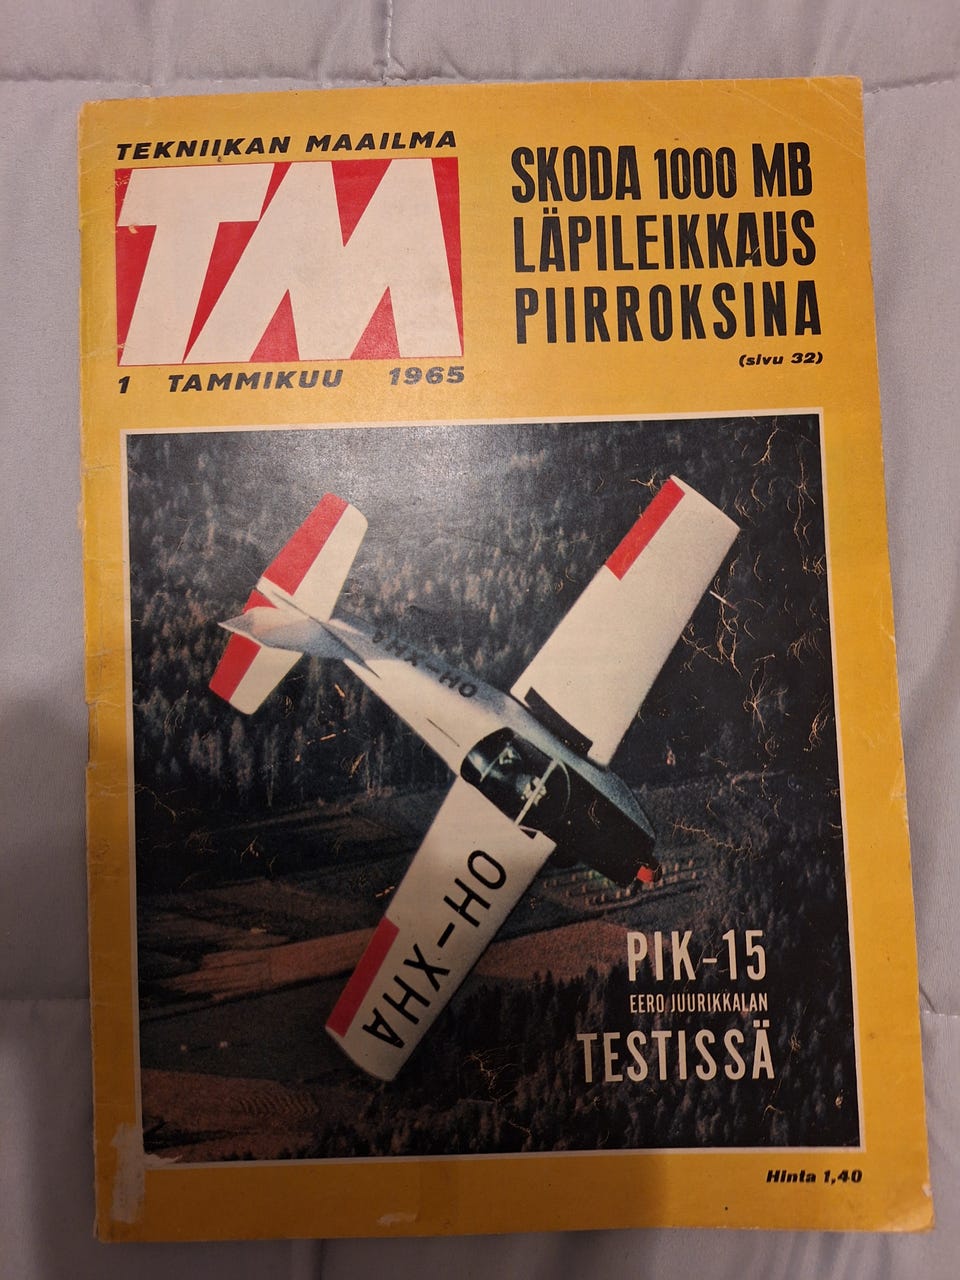 TEKNIIKAN MAAILMA
TM
1 TAMMIKUU 1965
SKODA 1000 MB
LÄPILEIKKAUS
PIIRROKSINA
(sivu 32)
OH-XHA
PIK-15
EERO JUURIKKALAN
TESTISSÄ
Hinta 1,40